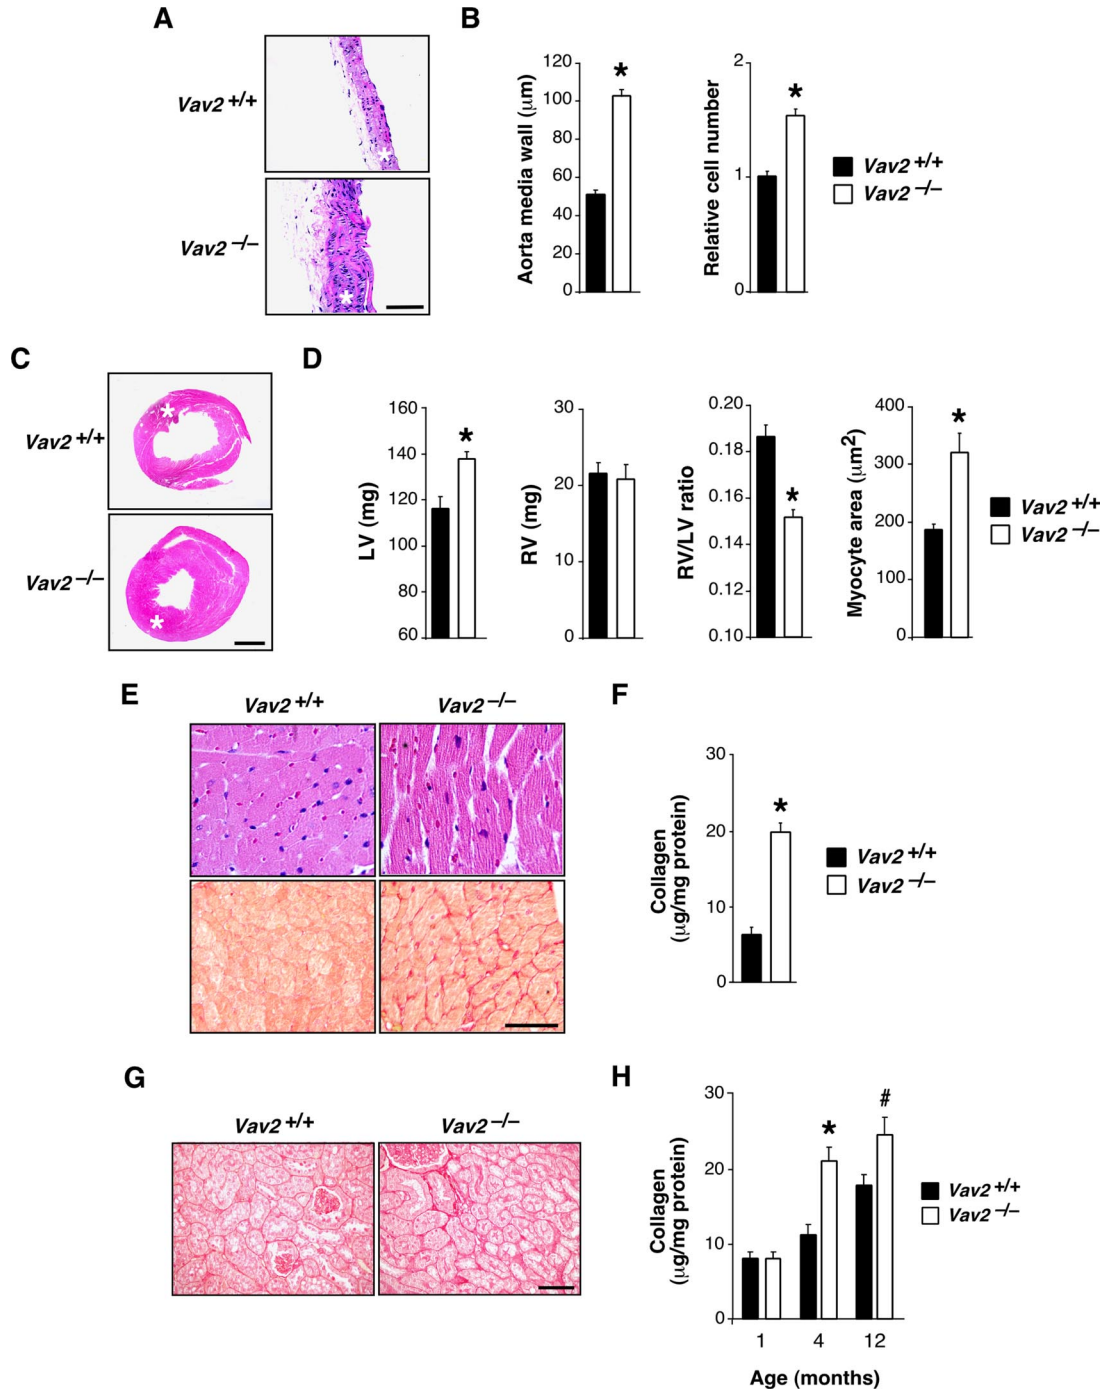 A
Vav2 +/+
Vav2 –/–
B
Aorta media wall (μm)
120
100
80
60
40
20
0
*
Relative cell number
2
1
0
*
Vav2 +/+
Vav2 –/–
C
Vav2 +/+
Vav2 –/–
D
LV (mg)
160
140
120
100
80
60
*
RV (mg)
30
20
10
0
RV/LV ratio
0.20
0.18
0.16
0.14
0.12
0.10
*
Myocyte area (μm2)
400
300
200
100
0
*
Vav2 +/+
Vav2 –/–
E
Vav2 +/+
Vav2 –/–
F
Collagen
(μg/mg protein)
30
20
10
0
*
Vav2 +/+
Vav2 –/–
G
Vav2 +/+
Vav2 –/–
H
Collagen
(μg/mg protein)
30
20
10
0
*
#
1 4 12
Age (months)
Vav2 +/+
Vav2 –/–